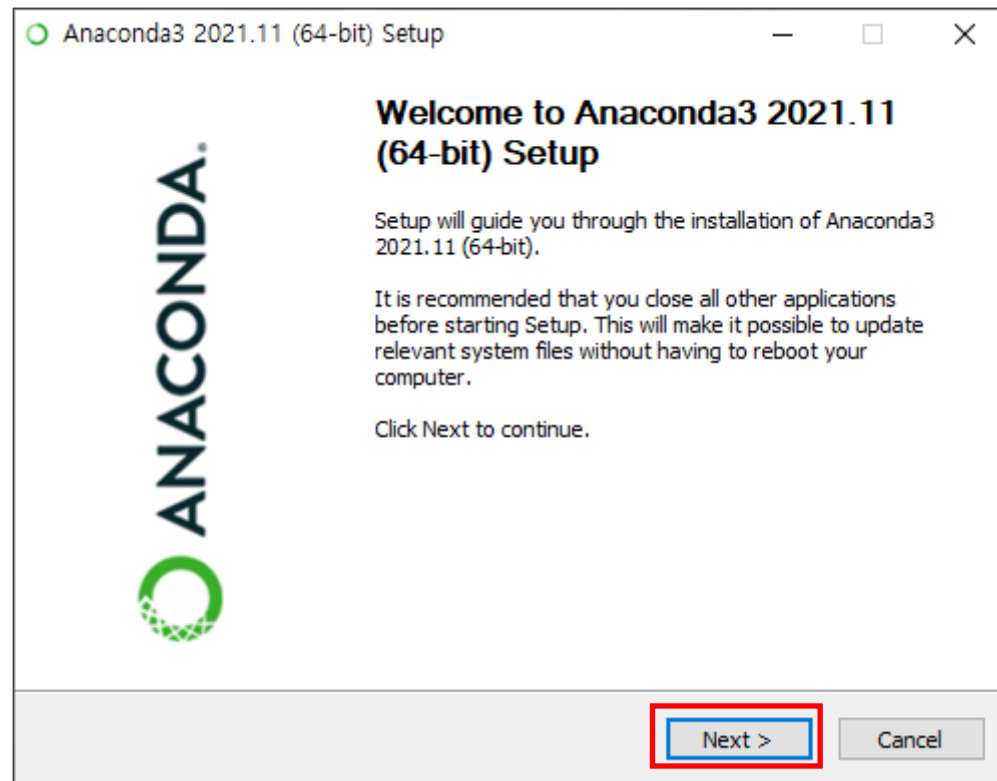 Anaconda3 2021.11 (64-bit) Setup
Welcome to Anaconda3 2021.11
(64-bit) Setup
Setup will guide you through the installation of Anaconda3
2021.11 (64-bit).
It is recommended that you close all other applications
before starting Setup. This will make it possible to update
relevant system files without having to reboot your
computer.
Click Next to continue.
ANACONDA.
Next >
Cancel